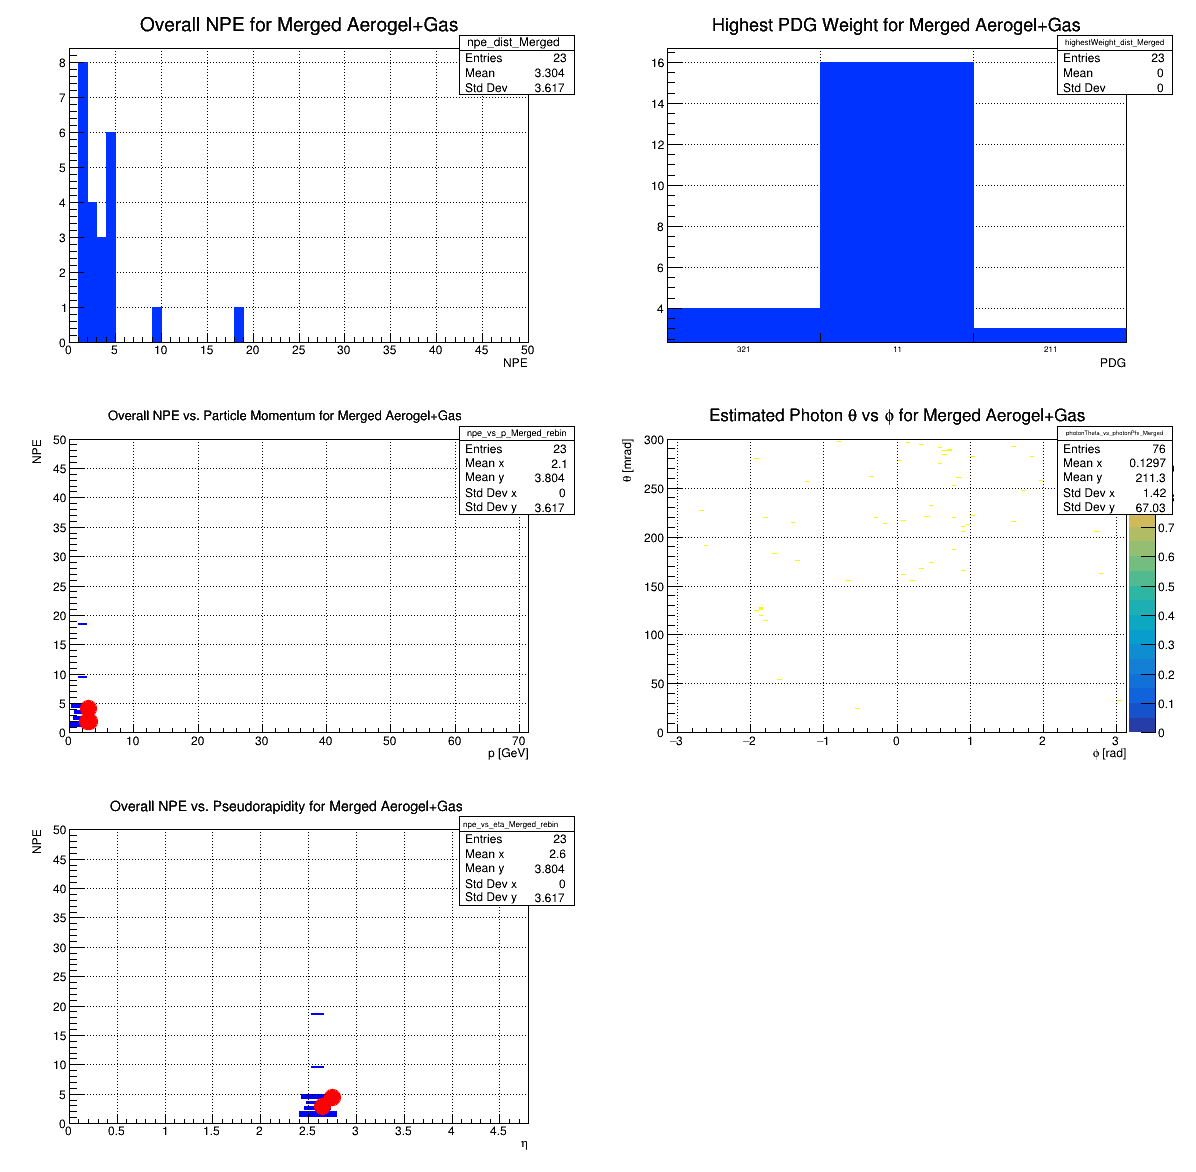 Overall NPE for Merged Aerogel+Gas
npe_dist_Merged
Entries 23
Mean 3.304
Std Dev 3.617
8
7
6
5
4
3
2
1
0
0 5 10 15 20 25 30 35 40 45 50
NPE
Highest PDG Weight for Merged Aerogel+Gas
highestWeight_dist_Merged
Entries 23
Mean 0
Std Dev 0
16
14
12
10
8
6
4
321 11 211
PDG
Overall NPE vs. Particle Momentum for Merged Aerogel+Gas
npe_vs_p_Merged_rebin
Entries 23
Mean x 2.1
Mean y 3.804
Std Dev x 0
Std Dev y 3.617
NPE
50
45
40
35
30
25
20
15
10
5
0
0 10 20 30 40 50 60 70
p [GeV]
Estimated Photon θ vs ϕ for Merged Aerogel+Gas
photonTheta_vs_photonPhi_Merged
Entries 76
Mean x 0.1297
Mean y 211.3
Std Dev x 1.42
Std Dev y 67.03
θ [mrad]
300
250
200
150
100
50
0
−3 −2 −1 0 1 2 3
ϕ [rad]
0.7
0.6
0.5
0.4
0.3
0.2
0.1
0
Overall NPE vs. Pseudorapidity for Merged Aerogel+Gas
npe_vs_eta_Merged_rebin
Entries 23
Mean x 2.6
Mean y 3.804
Std Dev x 0
Std Dev y 3.617
NPE
50
45
40
35
30
25
20
15
10
5
0
0 0.5 1 1.5 2 2.5 3 3.5 4 4.5
η